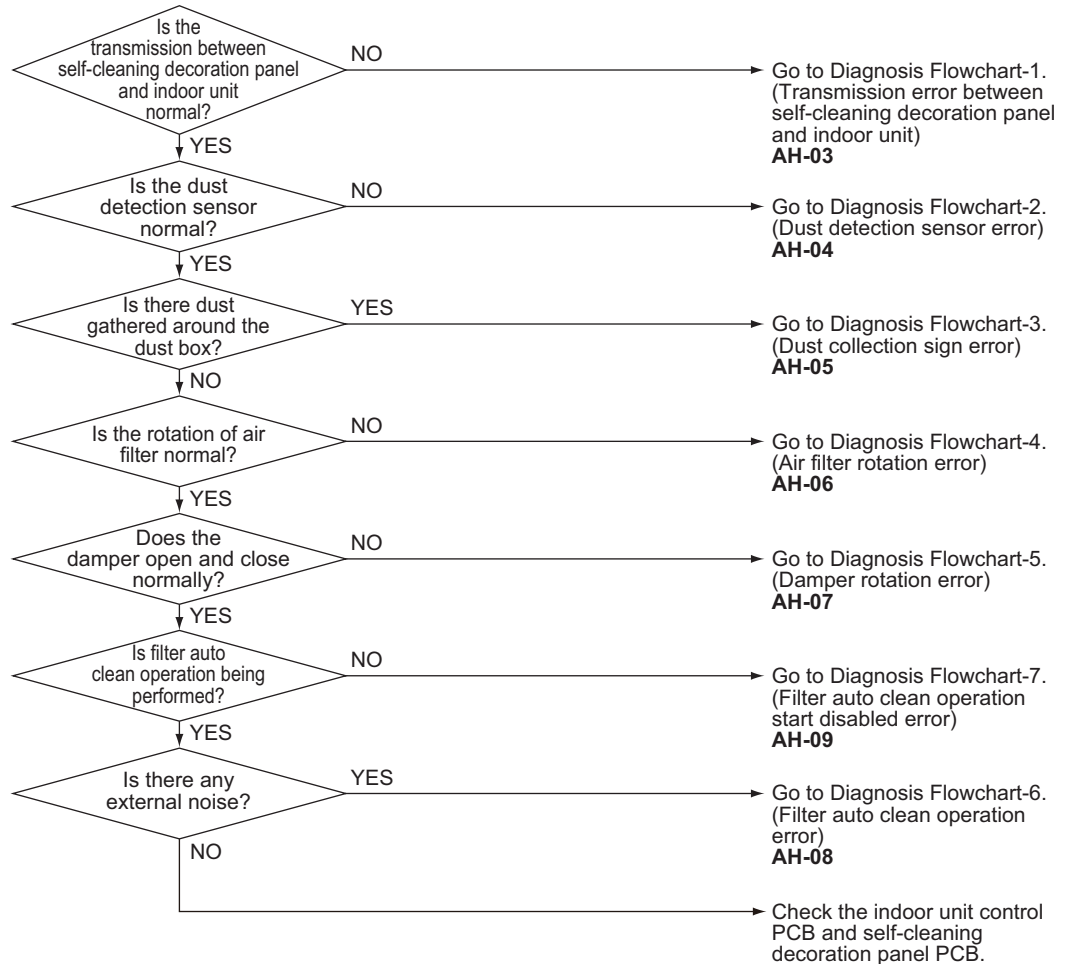 Is the
transmission between
self-cleaning decoration panel
and indoor unit
normal?
NO
Go to Diagnosis Flowchart-1.
(Transmission error between
self-cleaning decoration panel
and indoor unit)
AH-03
YES
Is the dust
detection sensor
normal?
NO
Go to Diagnosis Flowchart-2.
(Dust detection sensor error)
AH-04
YES
Is there dust
gathered around the
dust box?
YES
Go to Diagnosis Flowchart-3.
(Dust collection sign error)
AH-05
NO
Is the rotation of air
filter normal?
NO
Go to Diagnosis Flowchart-4.
(Air filter rotation error)
AH-06
YES
Does the
damper open and close
normally?
NO
Go to Diagnosis Flowchart-5.
(Damper rotation error)
AH-07
YES
Is filter auto
clean operation being
performed?
NO
Go to Diagnosis Flowchart-7.
(Filter auto clean operation
start disabled error)
AH-09
YES
Is there any
external noise?
YES
Go to Diagnosis Flowchart-6.
(Filter auto clean operation
error)
AH-08
NO
Check the indoor unit control
PCB and self-cleaning
decoration panel PCB.